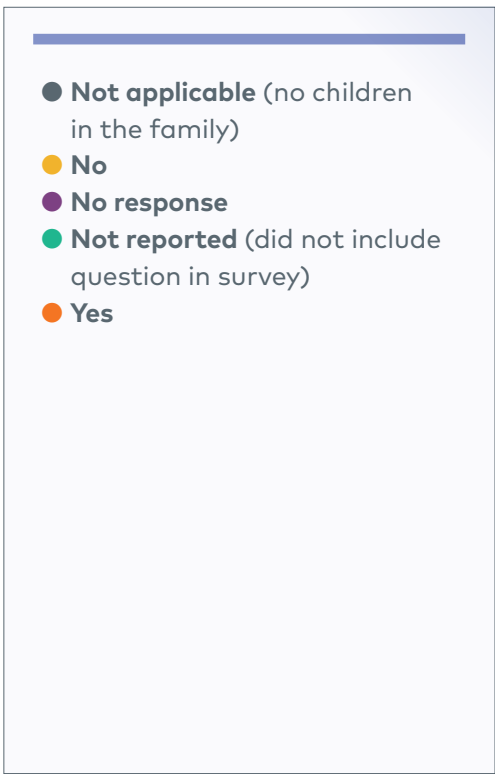 Not applicable (no children
in the family)
No
No response
Not reported (did not include
question in survey)
Yes